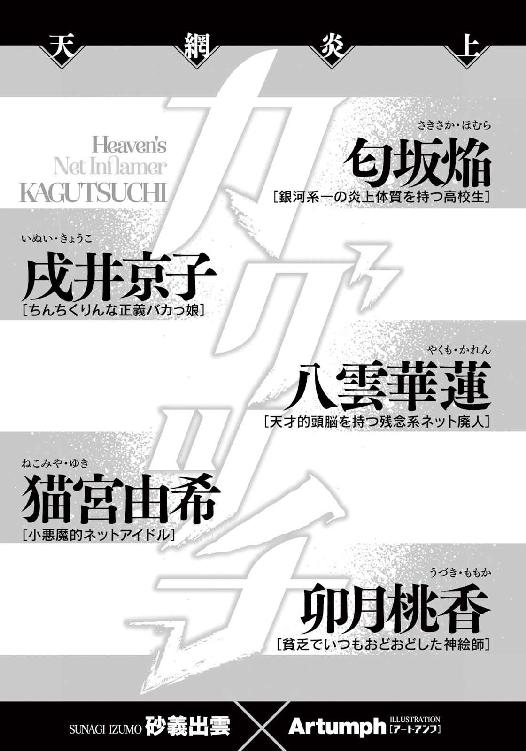 天網炎上
カグツチ
Heaven's
Net Inflamer
KAGUTSUCHI
さきさか・ほむら
匂坂焔
[銀河系一の炎上体質を持つ高校生]
いぬい・きょうこ
戌井京子
[ちんちくりんな正義バカっ娘]
やくも・かれん
八雲華蓮
[天才的頭脳を持つ残念系ネット廃人]
ねこみや・ゆき
猫宮由希
[小悪魔的ネットアイドル]
うづき・ももか
卯月桃香
[貧乏でいつもおどおどした神絵師]
SUNAGI IZUMO 砂義出雲 × Artumph ILLUSTRATION [アートアンフ]